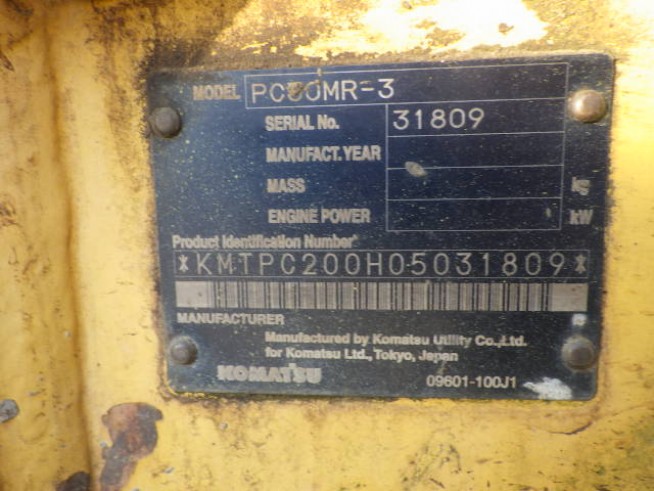 MODEL
SERIAL No. 31809
MANUFACT. YEAR
MASS kg
ENGINE POWER kW
Product Identification Number
*KMTPC200H05031809*
MANUFACTURER
Manufactured by Komatsu Utility Co.,Ltd.
for Komatsu Ltd., Tokyo, Japan
KOMATSU
09601-100J1